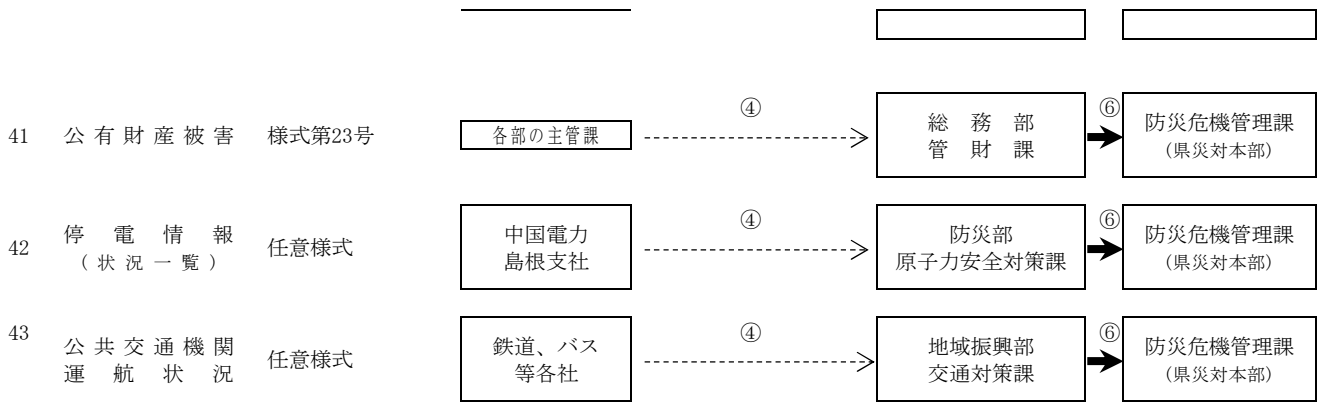 41 公有財産被害 様式第23号 各部の主管課 ④ 総務部 管財課 ⑥ 防災危機管理課 (県災対本部)
42 停電情報 (状況一覧) 任意様式 中国電力 島根支社 ④ 防災部 原子力安全対策課 ⑥ 防災危機管理課 (県災対本部)
43 公共交通機関 運航状況 任意様式 鉄道、バス 等各社 ④ 地域振興部 交通対策課 ⑥ 防災危機管理課 (県災対本部)